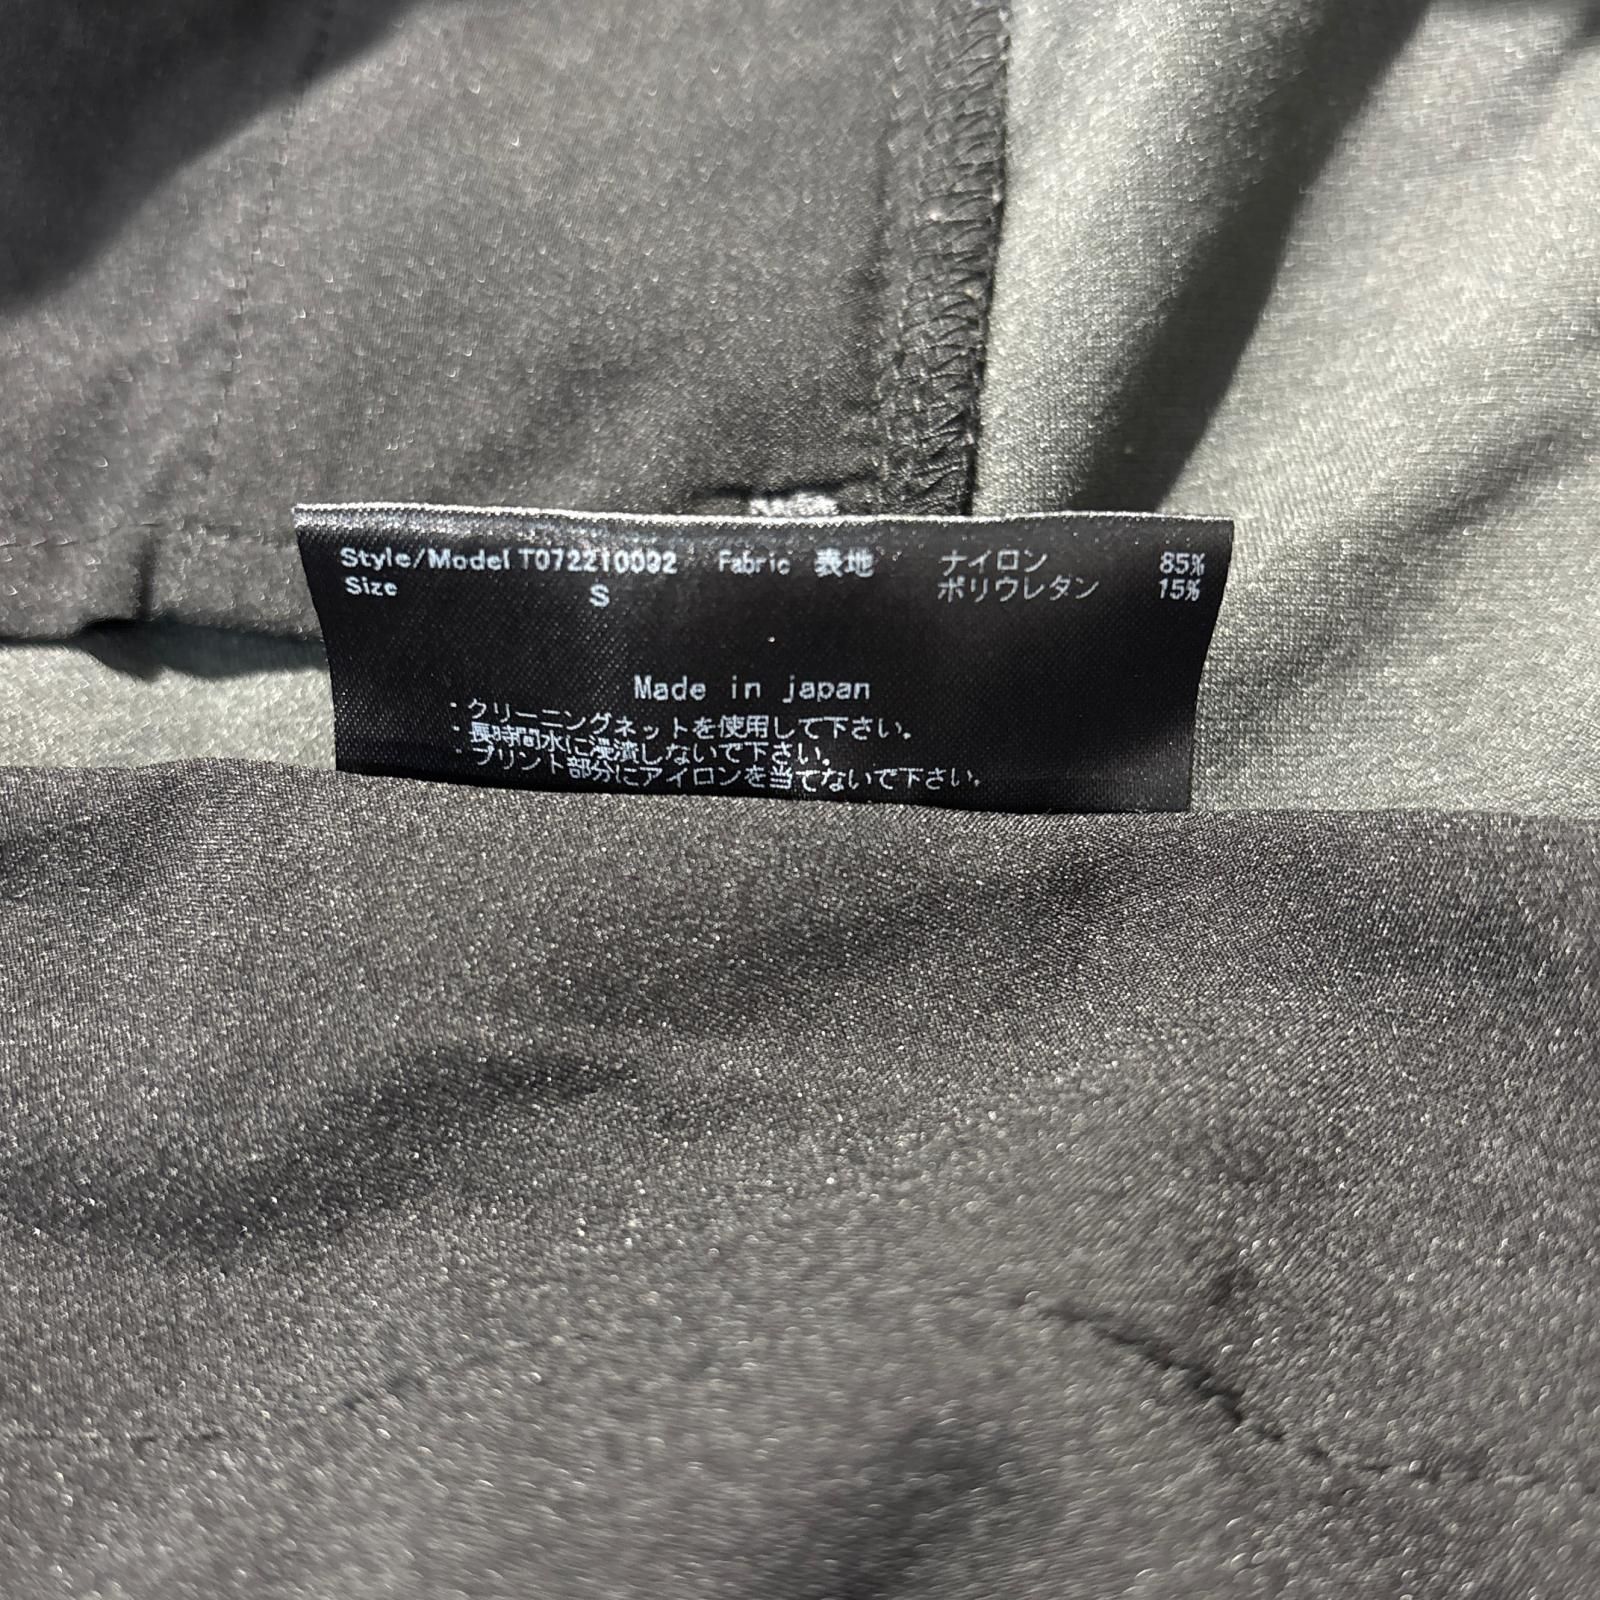 Style/Model T072210092 Fabric 表地 ナイロン 85%
Size S ポリウレタン 15%
Made in japan
・クリーニングネットを使用して下さい。
・長時間水に浸漬しないで下さい。
・プリント部分にアイロンを当てないで下さい。